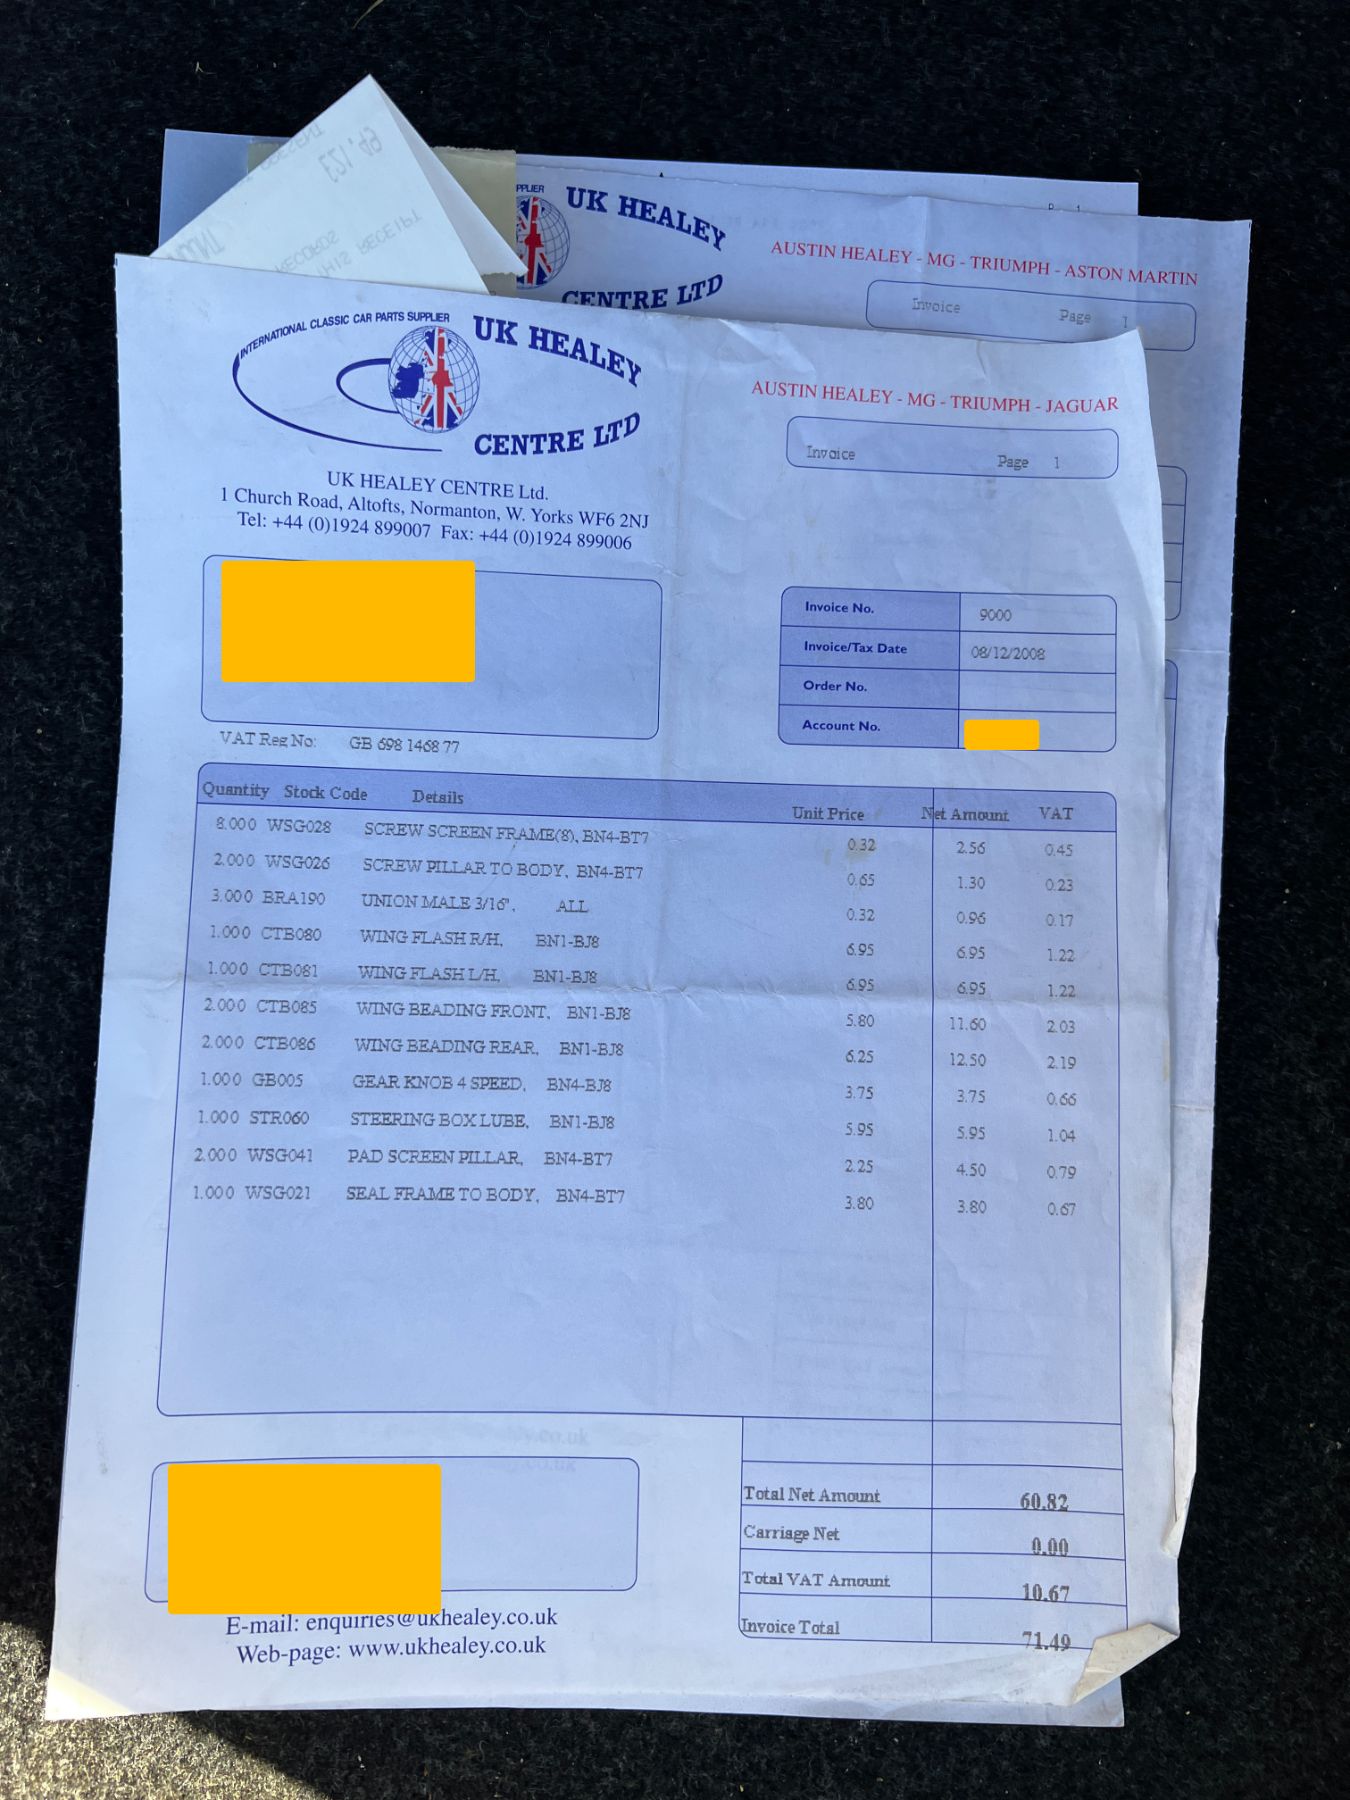 PRESENT
£21.49
RECORDS
THIS RECEIPT
PPLIER
UK HEALEY
CENTRE LTD
AUSTIN HEALEY - MG - TRIUMPH - ASTON MARTIN
Invoice Page 1
INTERNATIONAL CLASSIC CAR PARTS SUPPLIER
UK HEALEY
CENTRE LTD
AUSTIN HEALEY - MG - TRIUMPH - JAGUAR
Invoice Page 1
UK HEALEY CENTRE Ltd.
1 Church Road, Altofts, Normanton, W. Yorks WF6 2NJ
Tel: +44 (0)1924 899007 Fax: +44 (0)1924 899006
Invoice No. 9000
Invoice/Tax Date 08/12/2008
Order No.
Account No.
VAT Reg No: GB 698 1468 77
Quantity Stock Code Details Unit Price Net Amount VAT
8.000 WSG028 SCREW SCREEN FRAME(8), BN4-BT7 0.32 2.56 0.45
2.000 WSG026 SCREW PILLAR TO BODY, BN4-BT7 0.65 1.30 0.23
3.000 BRA190 UNION MALE 3/16", ALL 0.32 0.96 0.17
1.000 CTB080 WING FLASH R/H, BN1-BJ8 6.95 6.95 1.22
1.000 CTB081 WING FLASH L/H, BN1-BJ8 6.95 6.95 1.22
2.000 CTB085 WING BEADING FRONT, BN1-BJ8 5.80 11.60 2.03
2.000 CTB086 WING BEADING REAR, BN1-BJ8 6.25 12.50 2.19
1.000 GB005 GEAR KNOB 4 SPEED, BN4-BJ8 3.75 3.75 0.66
1.000 STR060 STEERING BOX LUBE, BN1-BJ8 5.95 5.95 1.04
2.000 WSG041 PAD SCREEN PILLAR, BN4-BT7 2.25 4.50 0.79
1.000 WSG021 SEAL FRAME TO BODY, BN4-BT7 3.80 3.80 0.67
Total Net Amount 60.82
Carriage Net 0.00
Total VAT Amount 10.67
Invoice Total 71.49
E-mail: enquiries@ukhealey.co.uk
Web-page: www.ukhealey.co.uk